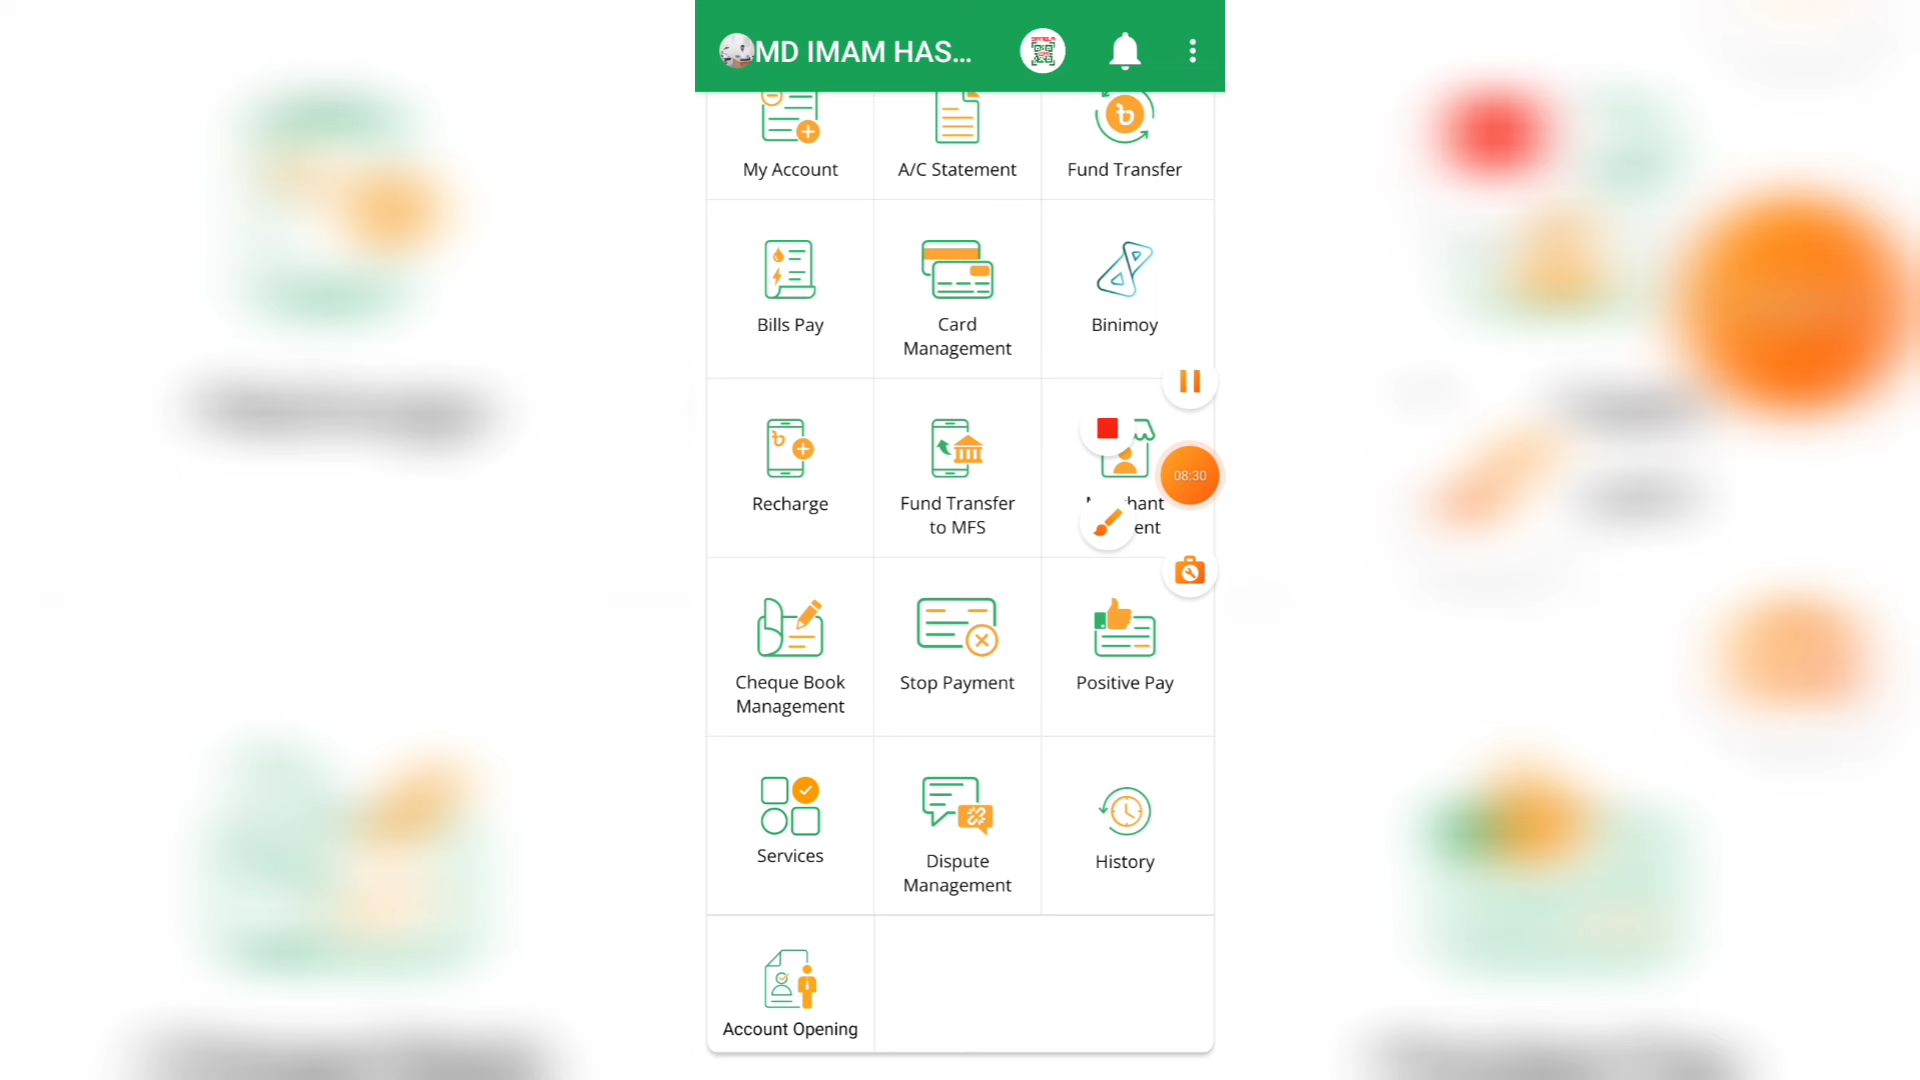 MD IMAM HAS...
My Account
A/C Statement
Fund Transfer
Bills Pay
Card
Management
Binimoy
Recharge
Fund Transfer
to MFS
08:30
Cheque Book
Management
Stop Payment
Positive Pay
Services
Dispute
Management
History
Account Opening